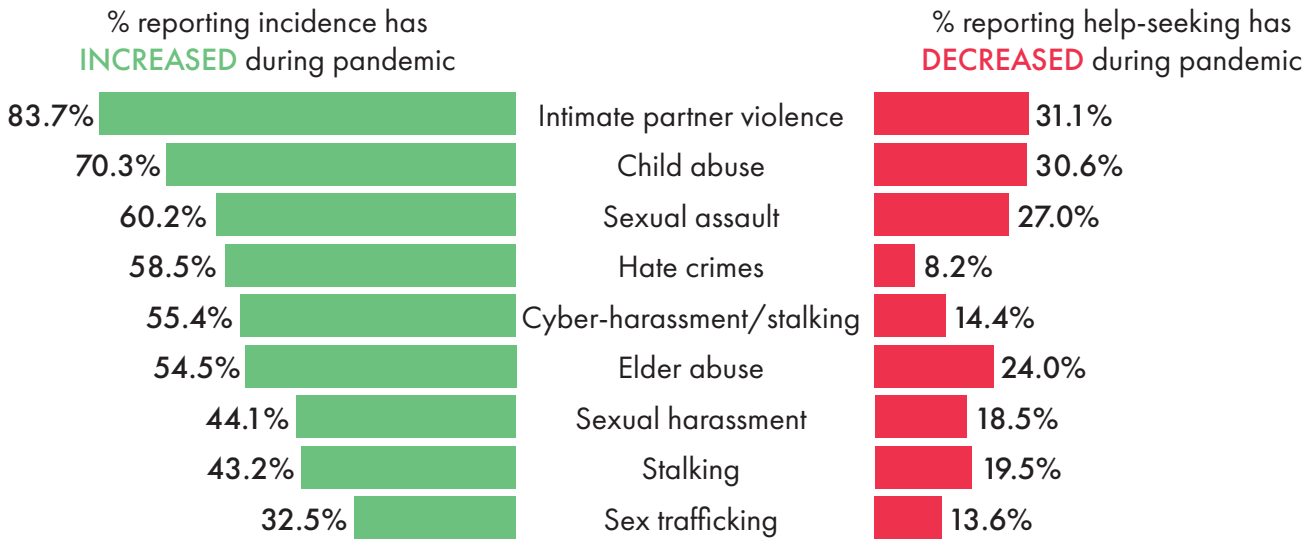 % reporting incidence has
INCREASED during pandemic
% reporting help-seeking has
DECREASED during pandemic
83.7% Intimate partner violence 31.1%
70.3% Child abuse 30.6%
60.2% Sexual assault 27.0%
58.5% Hate crimes 8.2%
55.4% Cyber-harassment/stalking 14.4%
54.5% Elder abuse 24.0%
44.1% Sexual harassment 18.5%
43.2% Stalking 19.5%
32.5% Sex trafficking 13.6%